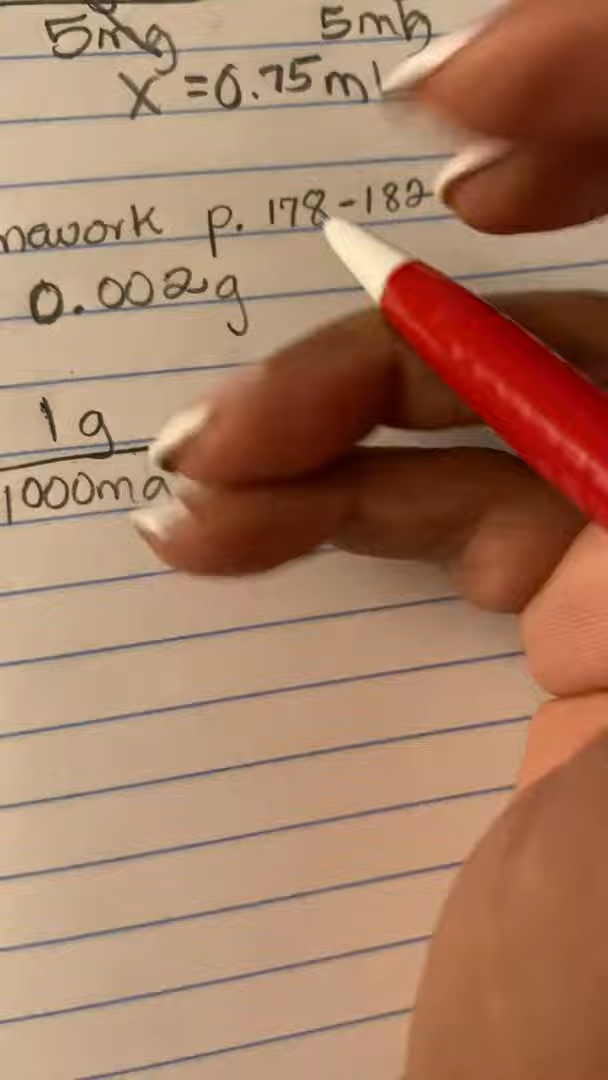 5mg 5mg
X = 0.75ml
p. 178-182
0.002g
1g
1000mg